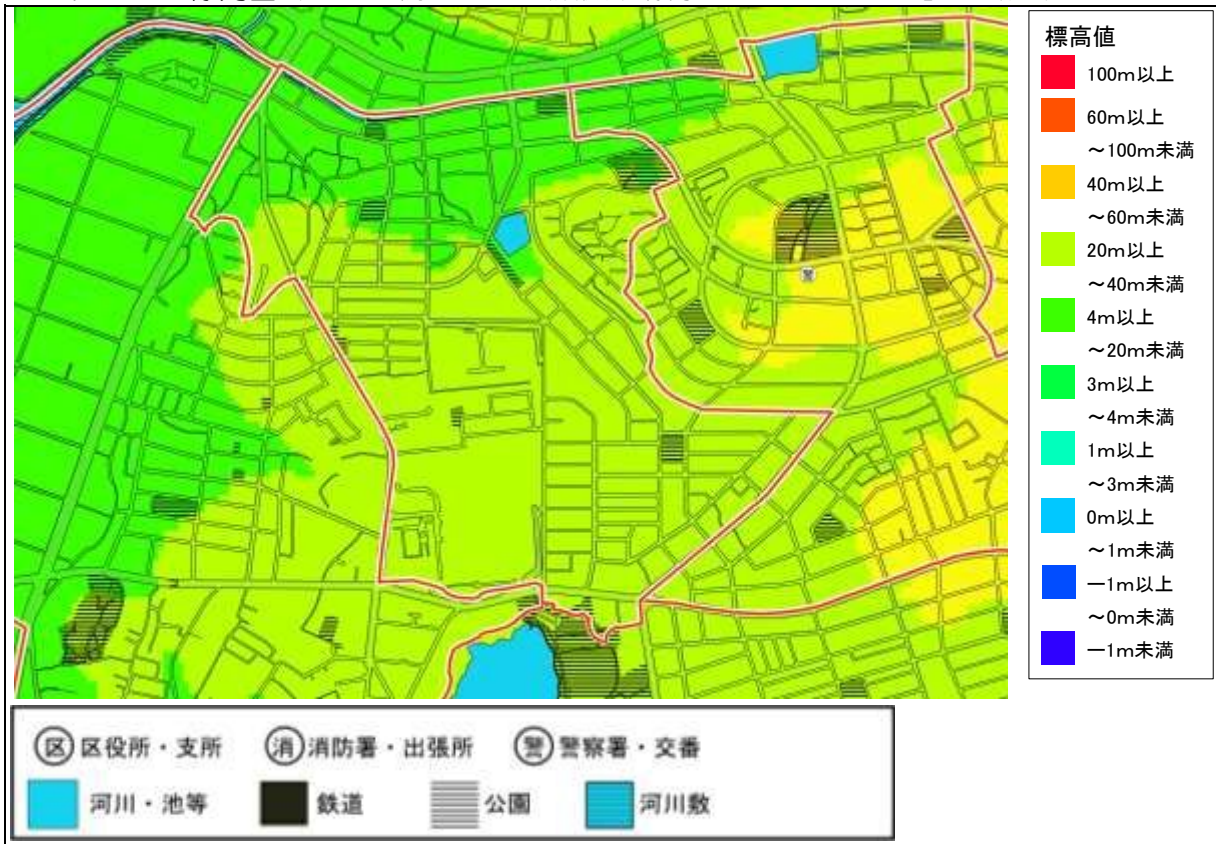 標高値
100m以上
60m以上
~100m未満
40m以上
~60m未満
20m以上
~40m未満
4m以上
~20m未満
3m以上
~4m未満
1m以上
~3m未満
0m以上
~1m未満
ー1m以上
~0m未満
ー1m未満
警
区 区役所・支所 消 消防署・出張所 警 警察署・交番
河川・池等 鉄道 公園 河川敷